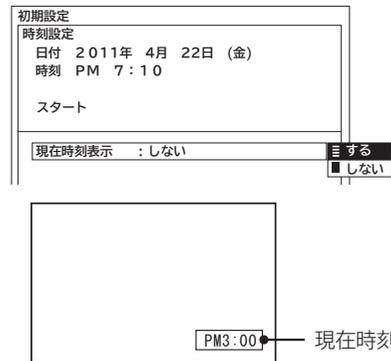 初期設定
時刻設定
日付 2011年 4月 22日 (金)
時刻 PM 7:10
スタート
現在時刻表示 :しない
する
しない
PM3:00
現在時刻